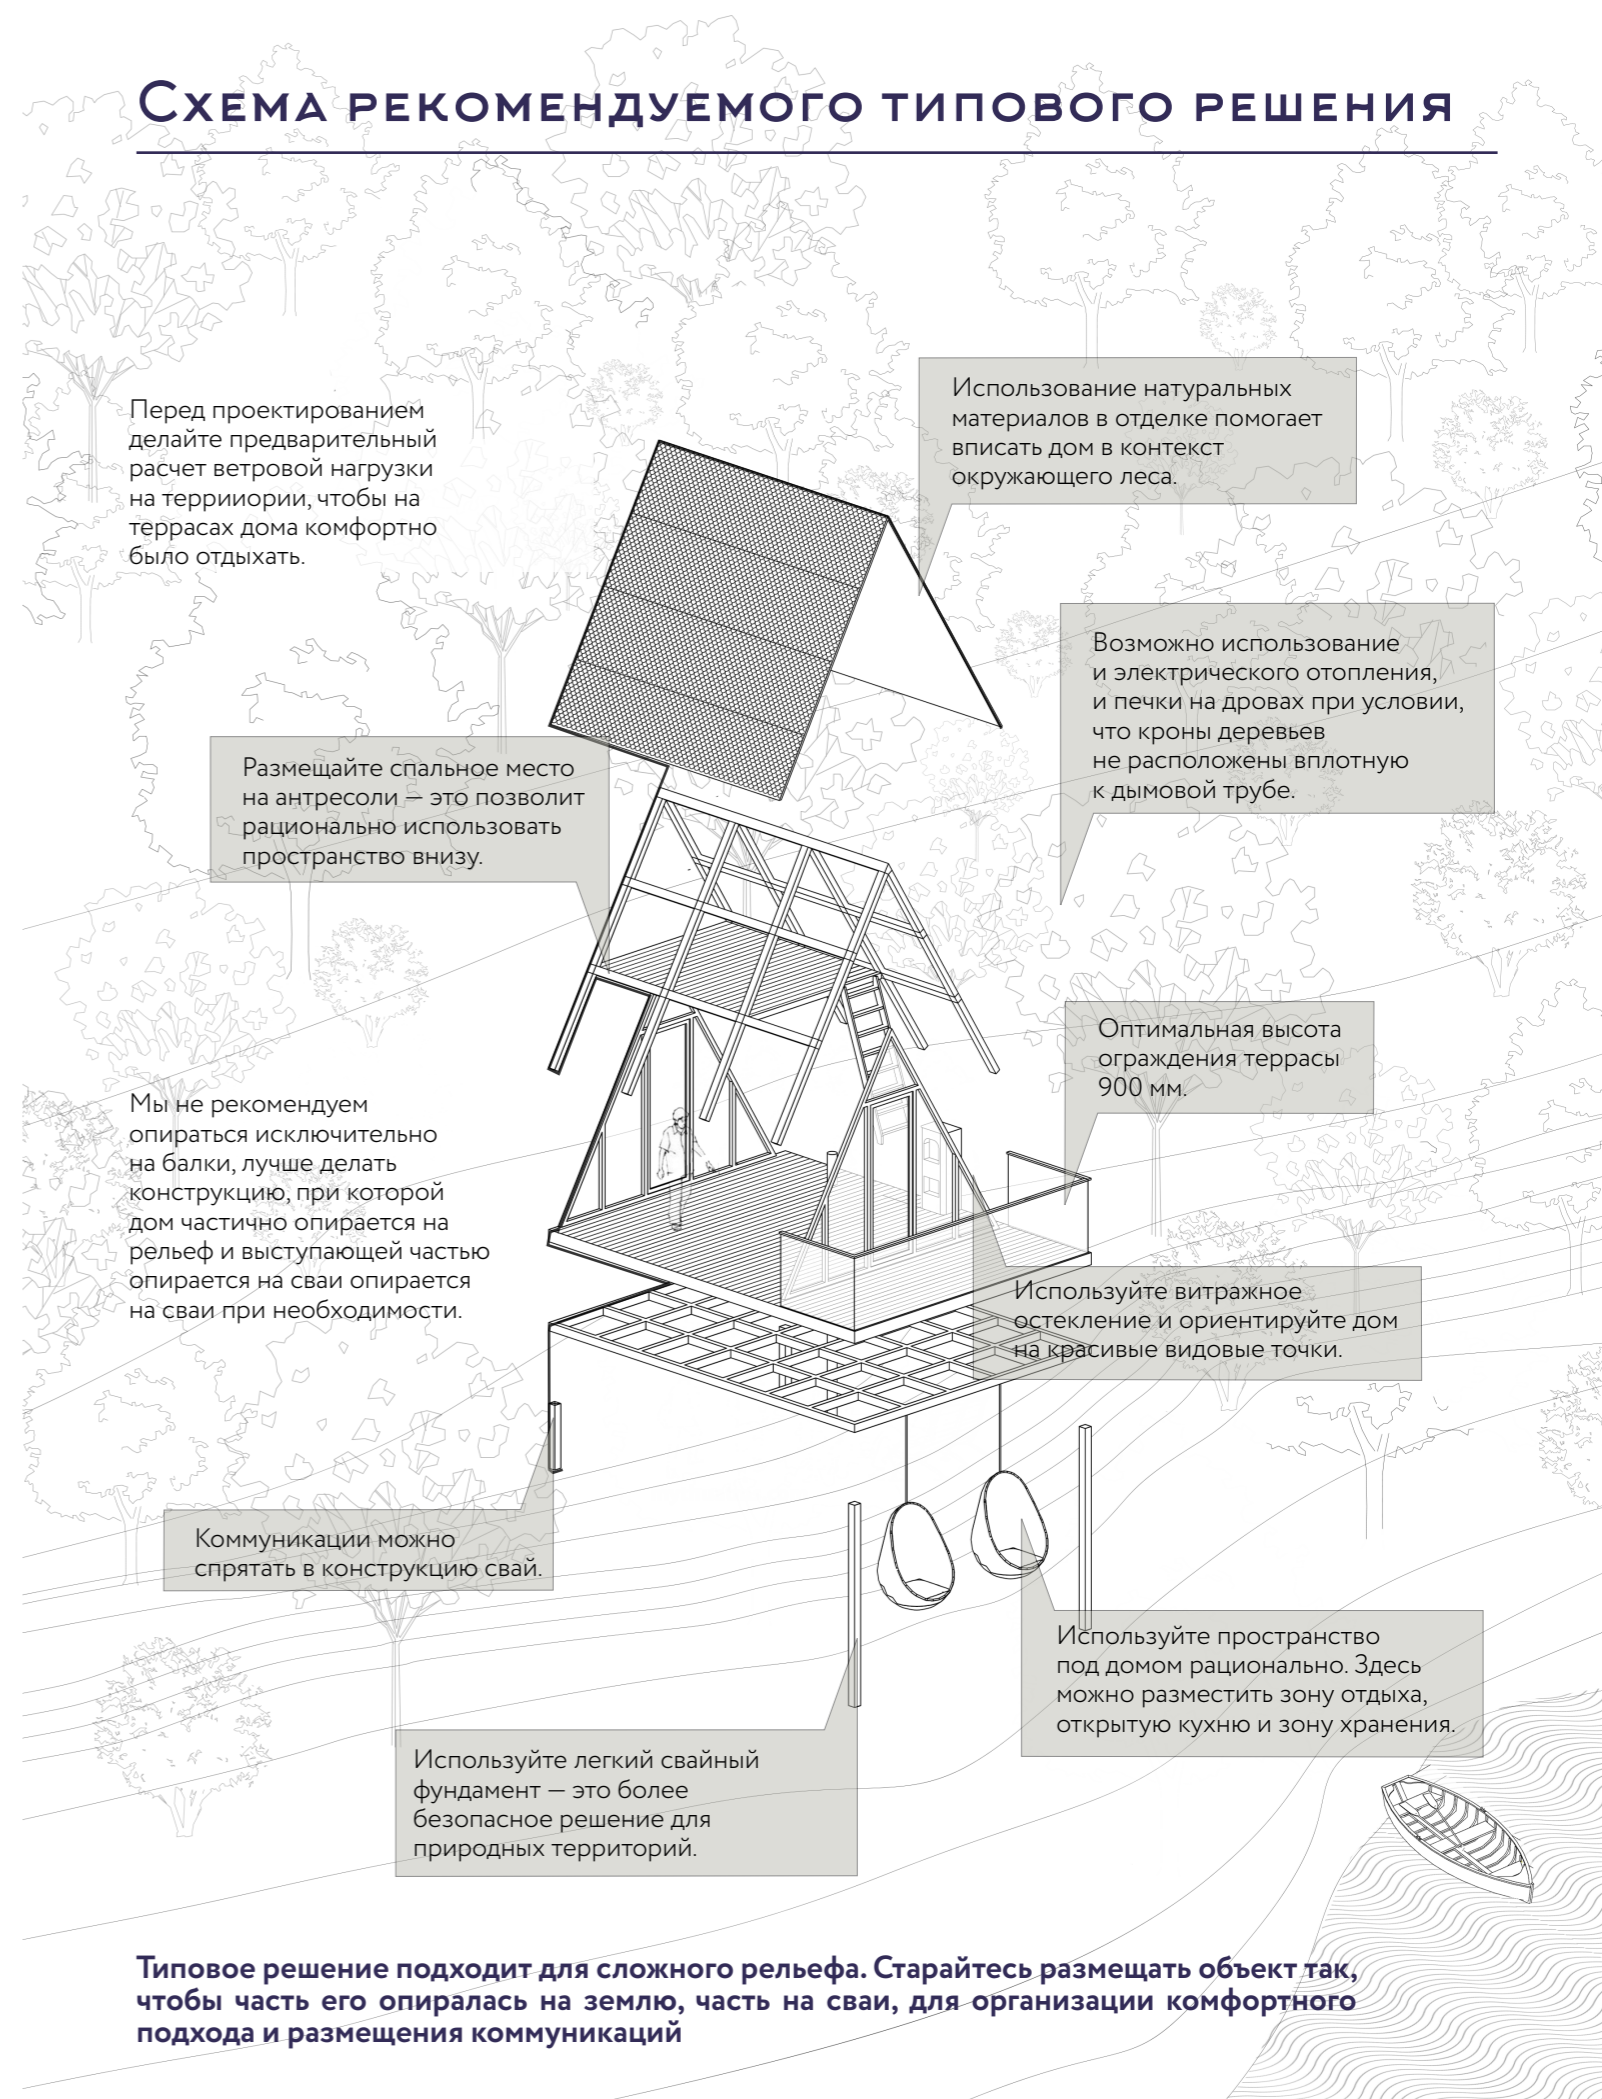 Схема рекомендуемого типового решения
Перед проектированием
делайте предварительный
расчет ветровой нагрузки
на террииории, чтобы на
террасах дома комфортно
было отдыхать.
Использование натуральных
материалов в отделке помогает
вписать дом в контекст
окружающего леса.
Возможно использование
и электрического отопления,
и печки на дровах при условии,
что кроны деревьев
не расположены вплотную
к дымовой трубе.
Размещайте спальное место
на антресоли — это позволит
рационально использовать
пространство внизу.
Оптимальная высота
ограждения террасы
900 мм.
Мы не рекомендуем
опираться исключительно
на балки, лучше делать
конструкцию, при которой
дом частично опирается на
рельеф и выступающей частью
опирается на сваи опирается
на сваи при необходимости.
Используйте витражное
остекление и ориентируйте дом
на красивые видовые точки.
Коммуникации можно
спрятать в конструкцию свай.
Используйте пространство
под домом рационально. Здесь
можно разместить зону отдыха,
открытую кухню и зону хранения.
Используйте легкий свайный
фундамент — это более
безопасное решение для
природных территорий.
Типовое решение подходит для сложного рельефа. Старайтесь размещать объект так,
чтобы часть его опиралась на землю, часть на сваи, для организации комфортного
подхода и размещения коммуникаций